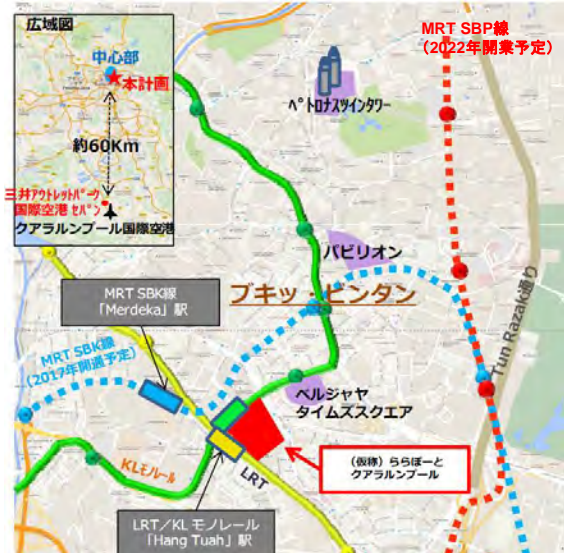 広域図
中心部
本計画
約60Km
三井アウトレットパーク
国際空港 セパン
クアラルンプール国際空港
MRT SBP線
（2022年開業予定）
ペトロナスツインタワー
パビリオン
ブキッ・ビンタン
Tun Razak通り
MRT SBK線
「Merdeka」駅
MRT SBK線
（2017年開通予定）
ベルジャヤ
タイムズスクエア
KLモノレール
LRT
（仮称）ららぽーと
クアラルンプール
LRT／KL モノレール
「Hang Tuah」駅